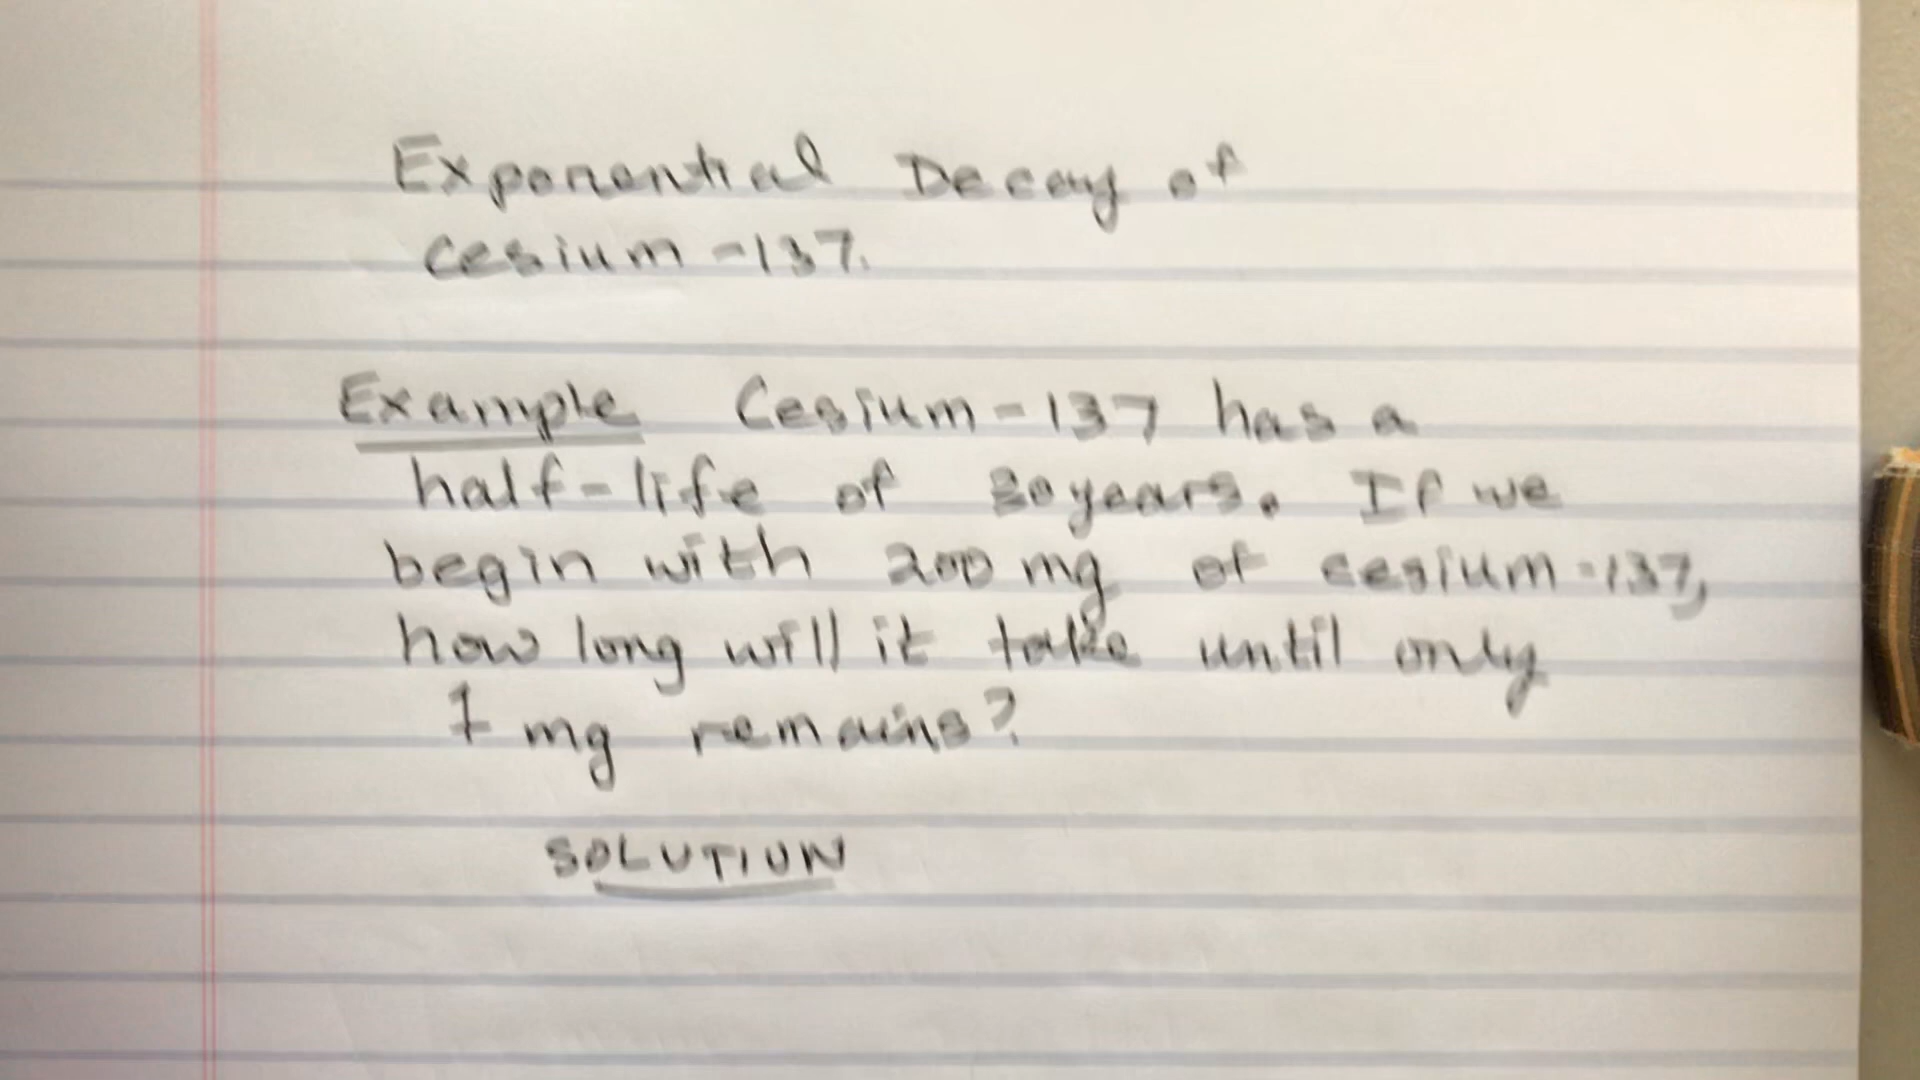 Exponential Decay of
Cesium-137.
Example Cesium-137 has a
half-life of 30 years. If we
begin with 200 mg of cesium-137,
how long will it take until only
1 mg remains?
SOLUTION